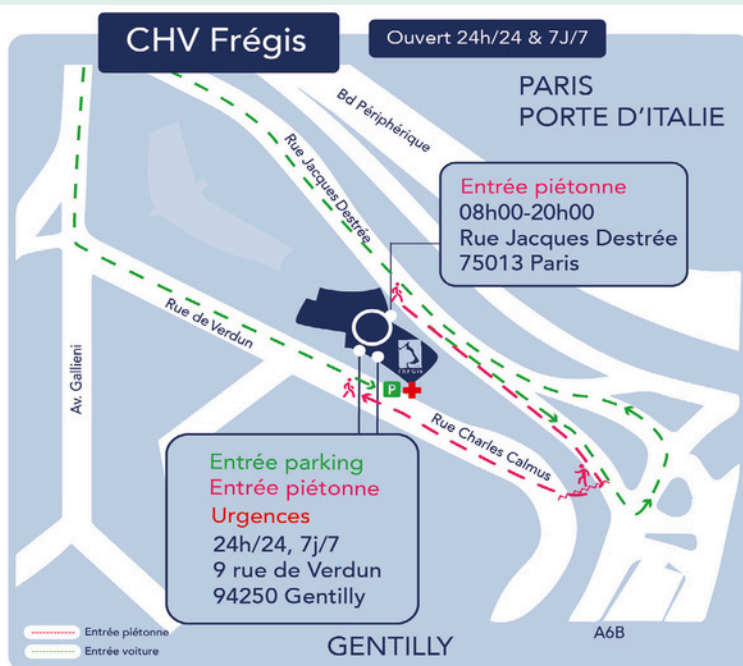 CHV Frégis
Ouvert 24h/24 & 7J/7
PARIS
PORTE D'ITALIE
Bd Périphérique
Rue Jacques Destrée
Entrée piétonne
08h00-20h00
Rue Jacques Destrée
75013 Paris
Rue de Verdun
Av. Gallieni
FRÉGIS
P
Rue Charles Calmus
Entrée parking
Entrée piétonne
Urgences
24h/24, 7j/7
9 rue de Verdun
94250 Gentilly
A6B
Entrée piétonne
Entrée voiture
GENTILLY